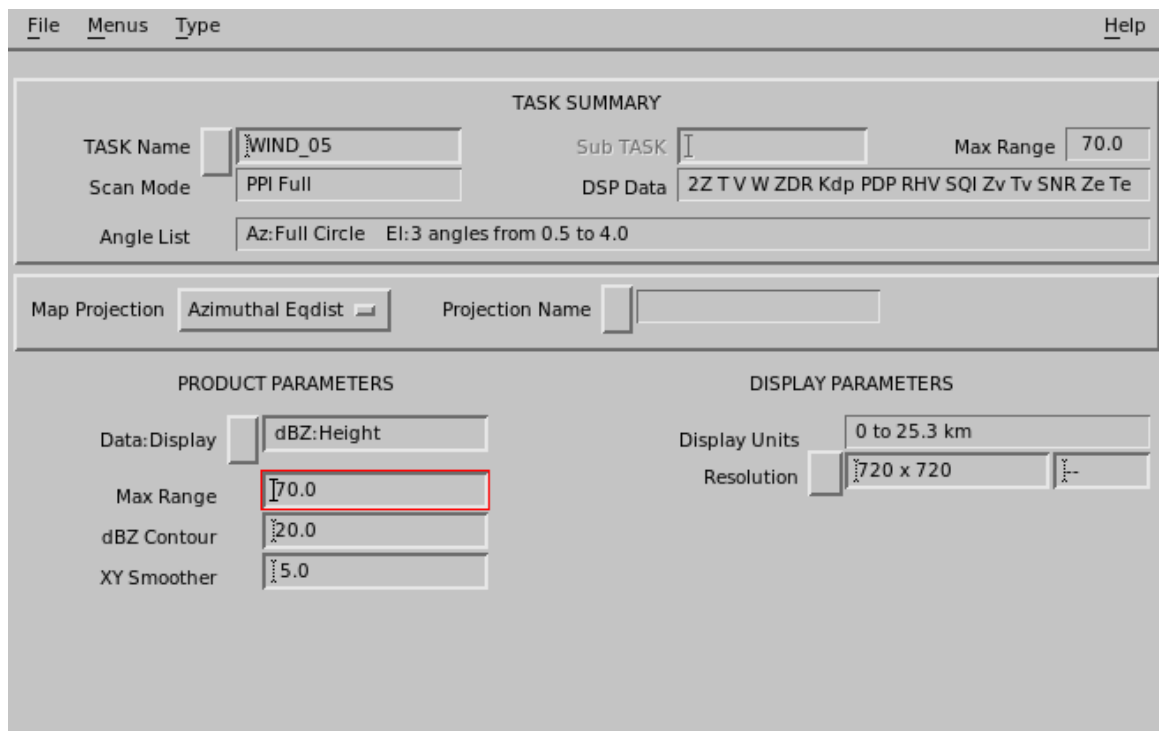 File Menus Type Help
TASK SUMMARY
TASK Name WIND_05 Sub TASK Max Range 70.0
Scan Mode PPI Full DSP Data 2Z T V W ZDR Kdp PDP RHV SQI Zv Tv SNR Ze Te
Angle List Az:Full Circle El:3 angles from 0.5 to 4.0
Map Projection Azimuthal Eqdist Projection Name
PRODUCT PARAMETERS DISPLAY PARAMETERS
Data:Display dBZ:Height Display Units 0 to 25.3 km
Max Range 70.0 Resolution 720 x 720 --
dBZ Contour 20.0
XY Smoother 5.0